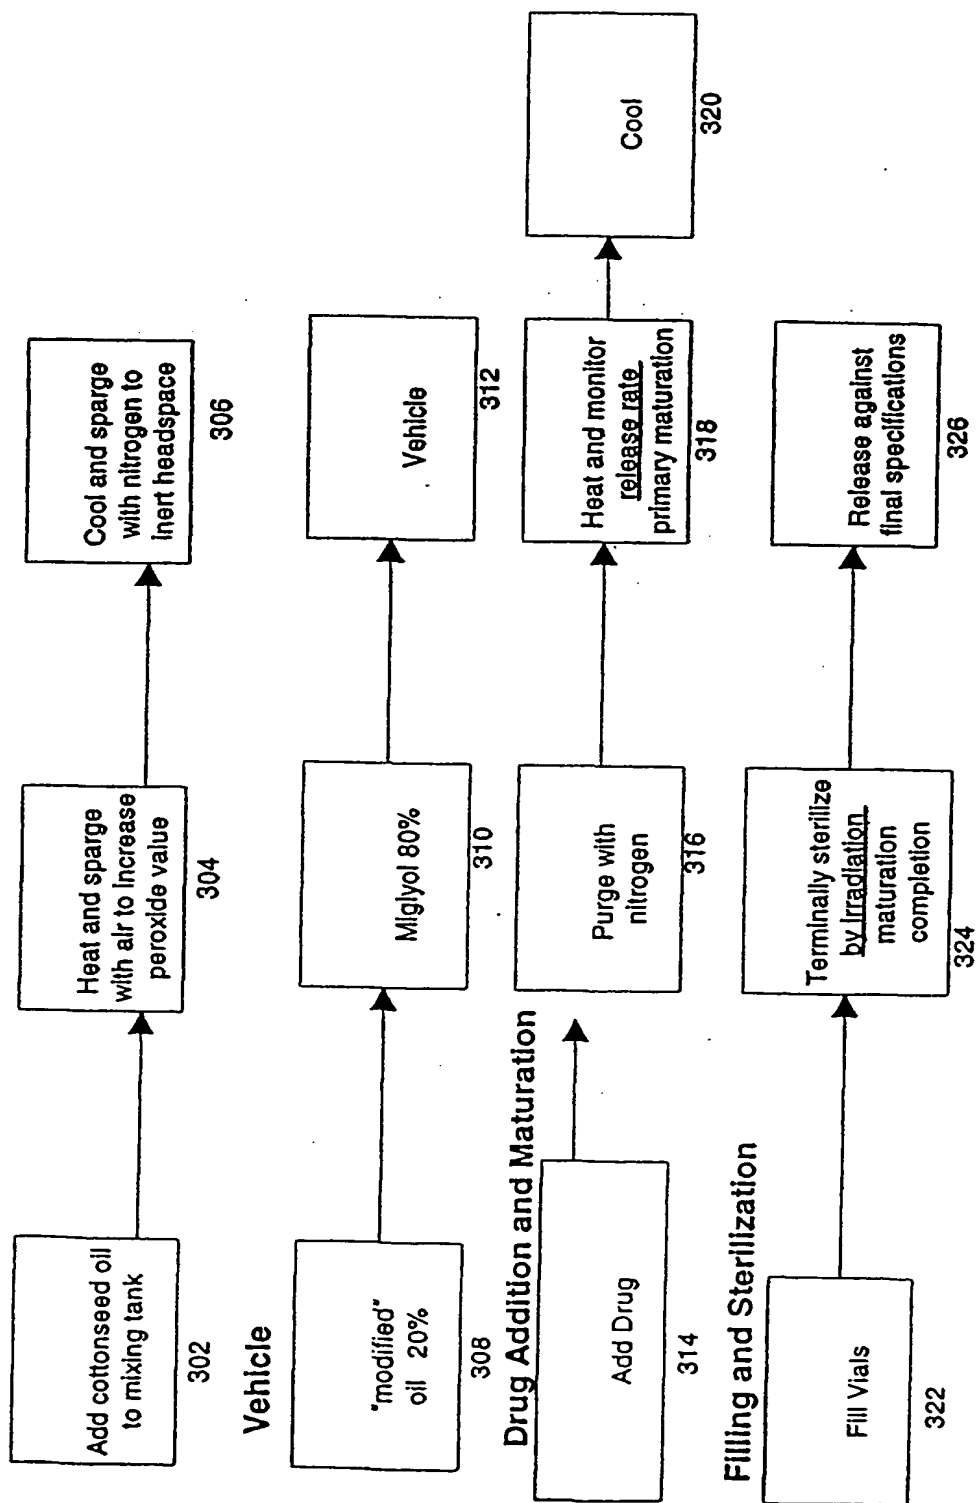 Add cottonseed oil
to mixing tank
302
Heat and sparge
with air to increase
peroxide value
304
Cool and sparge
with nitrogen to
inert headspace
306
Vehicle
"modified"
oil 20%
308
Miglyol 80%
310
Vehicle
312
Drug Addition and Maturation
Add Drug
314
Purge with
nitrogen
316
Heat and monitor
release rate
primary maturation
318
Cool
320
Filling and Sterilization
Fill Vials
322
Terminally sterilize
by irradiation
maturation
completion
324
Release against
final specifications
326